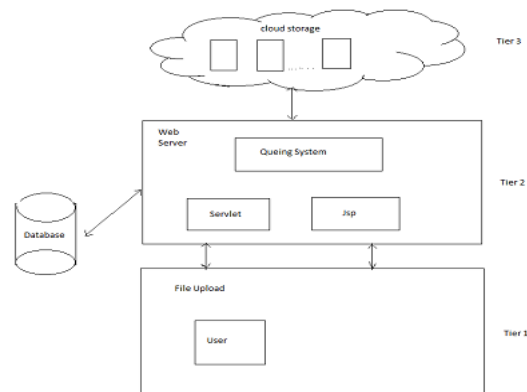 cloud storage
Tier 3
Web
Server
Queing System
Tier 2
Servlet
Jsp
Database
File Upload
User
Tier 1